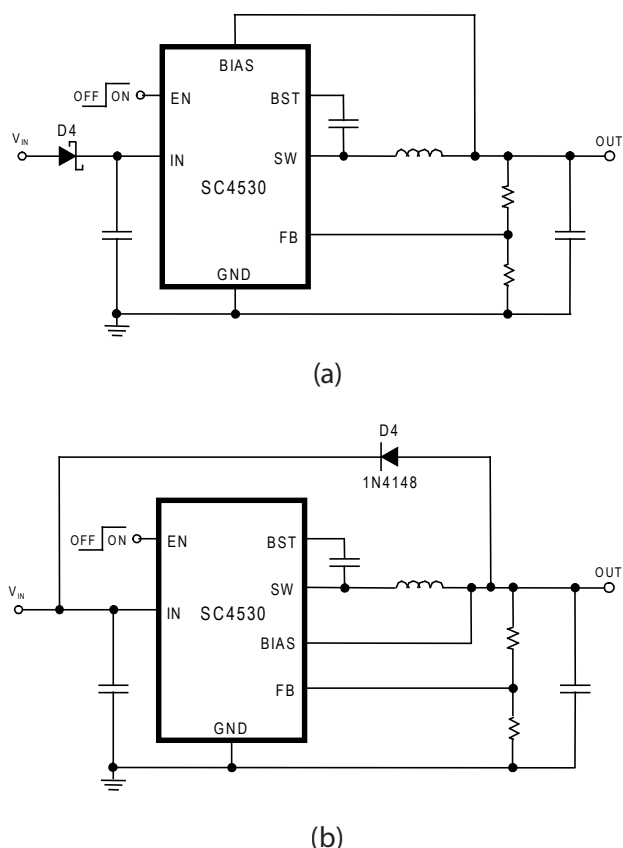 BIAS
OFF ON
EN
BST
D4
V_IN
OUT
IN
SW
SC4530
FB
GND
(a)
D4
1N4148
OFF ON
EN
BST
V_IN
OUT
SW
IN
SC4530
BIAS
FB
GND
(b)